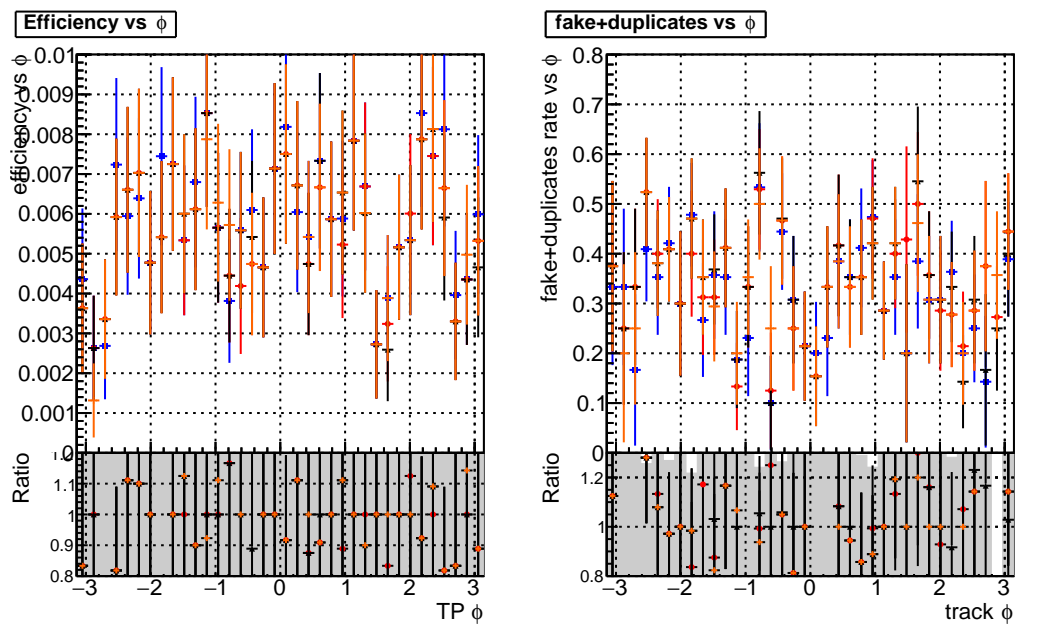 Efficiency vs ϕ
efficiency vs ϕ
0.01
0.009
0.008
0.007
0.006
0.005
0.004
0.003
0.002
0.001
0
Ratio
1.1
1
0.9
0.8
−3 −2 −1 0 1 2 3
TP ϕ
fake+duplicates vs ϕ
fake+duplicates rate vs ϕ
0.8
0.7
0.6
0.5
0.4
0.3
0.2
0.1
0
Ratio
1.2
1
0.8
−3 −2 −1 0 1 2 3
track ϕ